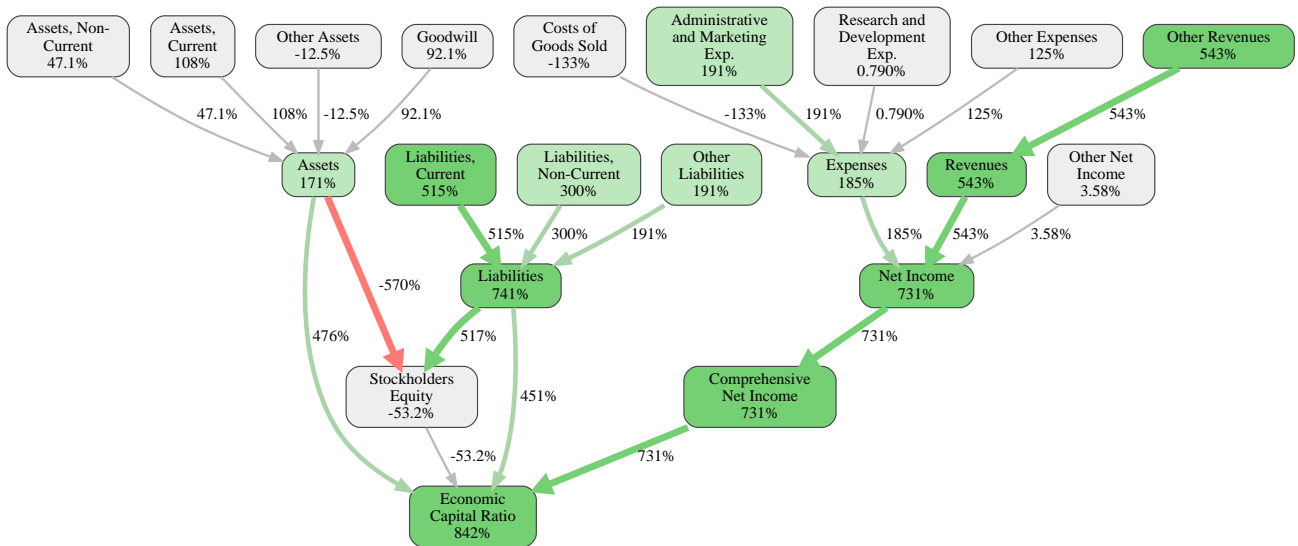 Assets, Non-
Current
47.1%
Assets,
Current
108%
Other Assets
-12.5%
Goodwill
92.1%
Costs of
Goods Sold
-133%
Administrative
and Marketing
Exp.
191%
Research and
Development
Exp.
0.790%
Other Expenses
125%
Other Revenues
543%
47.1%
108%
-12.5%
92.1%
-133%
191%
0.790%
125%
543%
Assets
171%
Liabilities,
Current
515%
Liabilities,
Non-Current
300%
Other
Liabilities
191%
Expenses
185%
Revenues
543%
Other Net
Income
3.58%
515%
300%
191%
185%
543%
3.58%
Liabilities
741%
Net Income
731%
-570%
476%
517%
731%
Stockholders
Equity
-53.2%
451%
Comprehensive
Net Income
731%
-53.2%
731%
Economic
Capital Ratio
842%